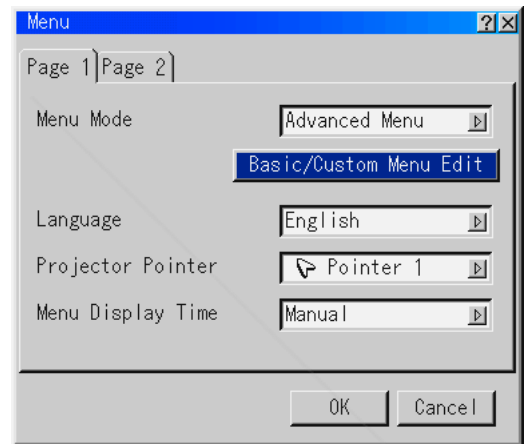 Menu ? X
Page 1 Page 2
Menu Mode Advanced Menu
Basic/Custom Menu Edit
Language English
Projector Pointer Pointer 1
Menu Display Time Manual
OK Cancel